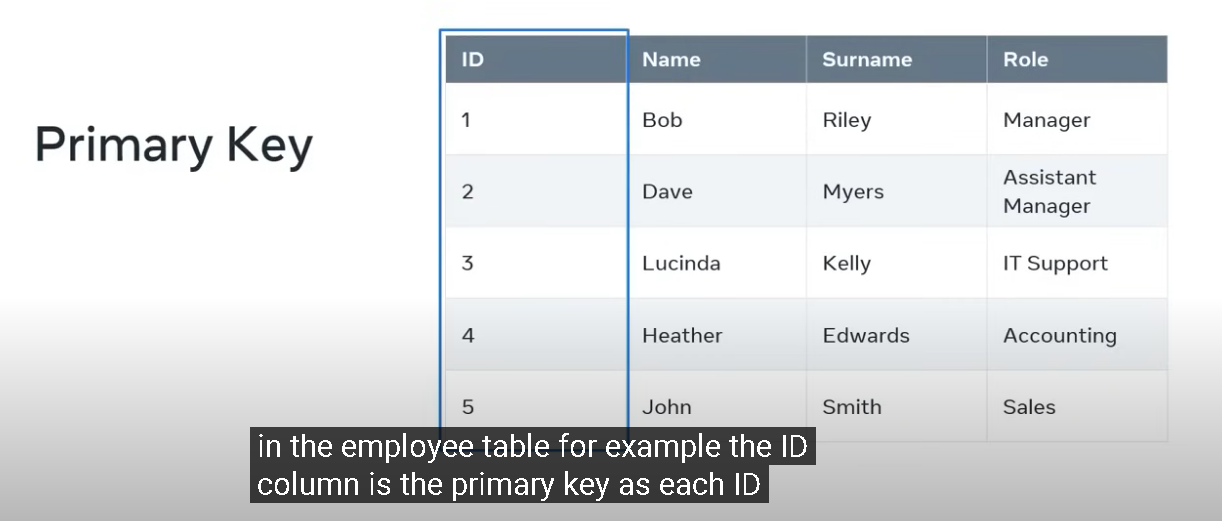 Primary Key
ID Name Surname Role
1 Bob Riley Manager
2 Dave Myers Assistant Manager
3 Lucinda Kelly IT Support
4 Heather Edwards Accounting
5 John Smith Sales
in the employee table for example the ID
column is the primary key as each ID